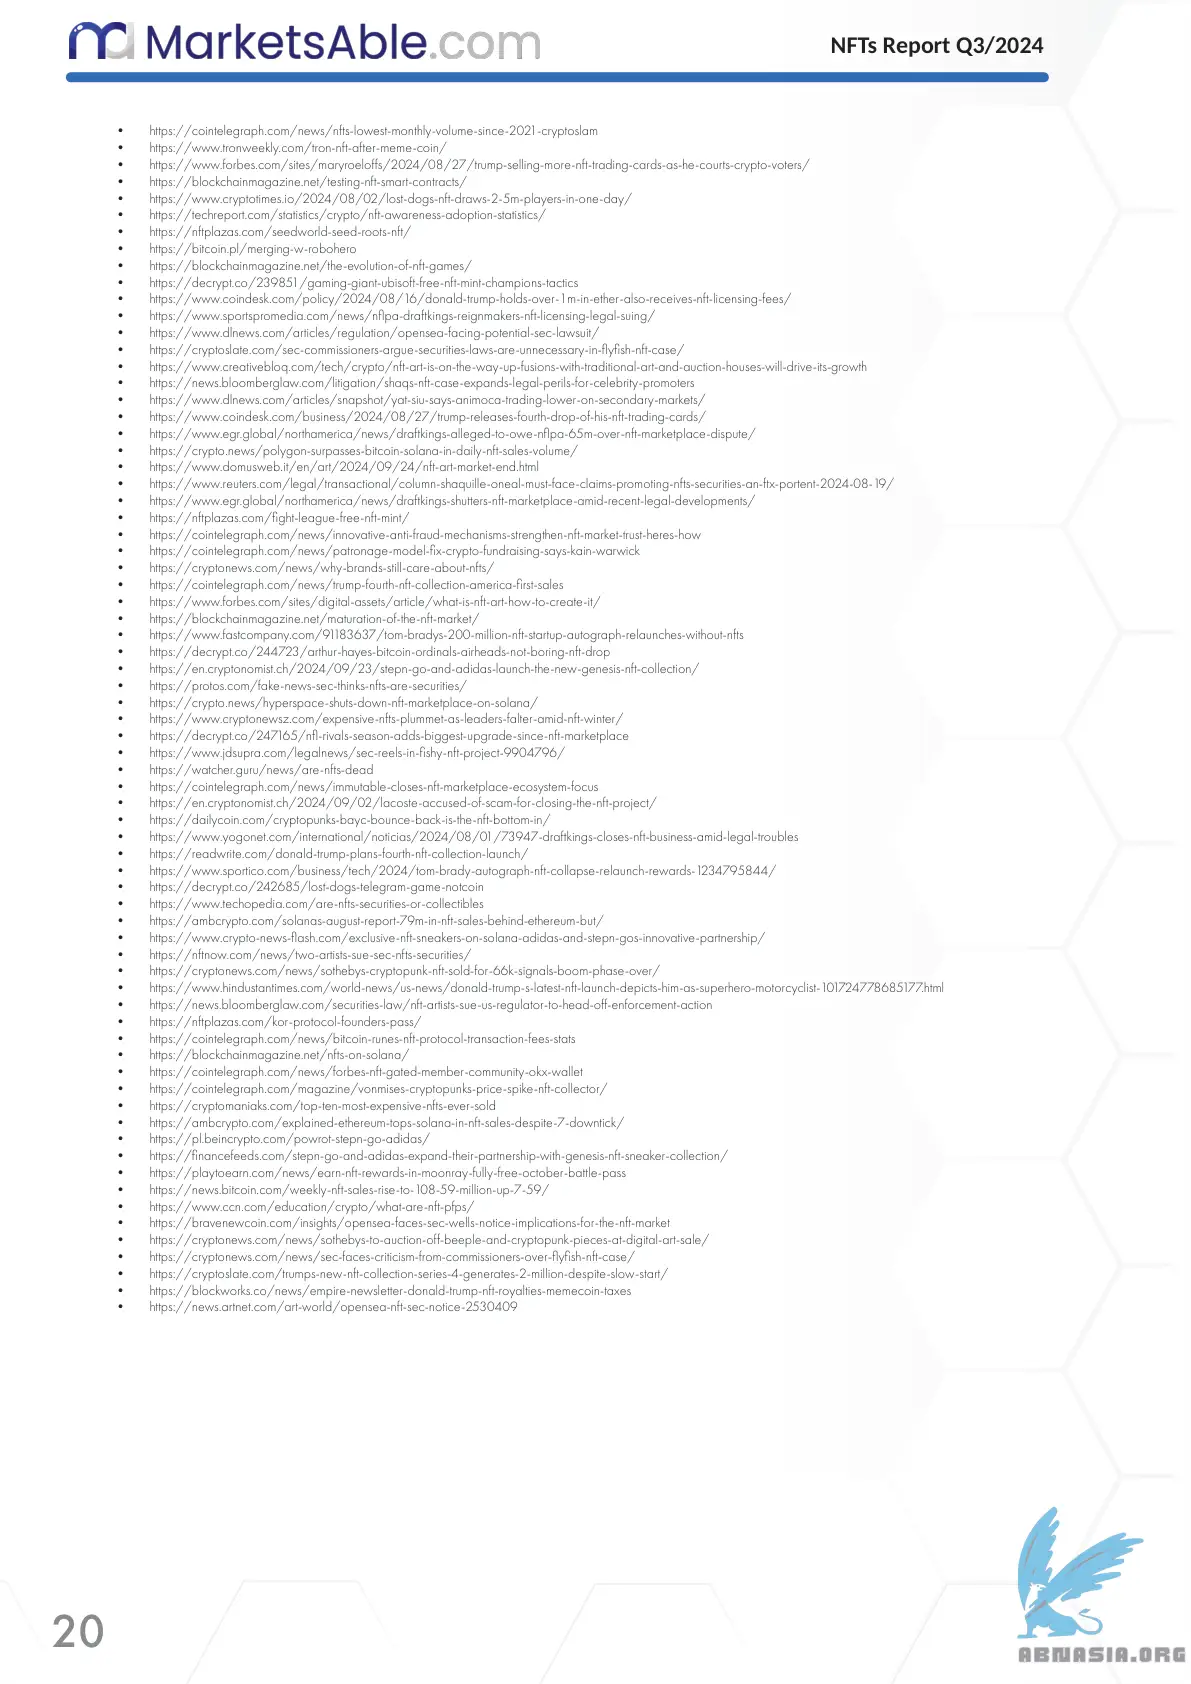 ma MarketsAble.com
NFTs Report Q3/2024
• https://cointelegraph.com/news/nfts-lowest-monthly-volume-since-2021-cryptoslam
• https://www.tronweekly.com/tron-nft-after-meme-coin/
• https://www.forbes.com/sites/maryroeloffs/2024/08/27/trump-selling-more-nft-trading-cards-as-he-courts-crypto-voters/
• https://blockchainmagazine.net/testing-nft-smart-contracts/
• https://www.cryptotimes.io/2024/08/02/lost-dogs-nft-draws-2-5m-players-in-one-day/
• https://techreport.com/statistics/crypto/nft-awareness-adoption-statistics/
• https://nftplazas.com/seedworld-seed-roots-nft/
• https://bitcoin.pl/merging-w-robohero
• https://blockchainmagazine.net/the-evolution-of-nft-games/
• https://decrypt.co/239851/gaming-giant-ubisoft-free-nft-mint-champions-tactics
• https://www.coindesk.com/policy/2024/08/16/donald-trump-holds-over-1m-in-ether-also-receives-nft-licensing-fees/
• https://www.sportspromedia.com/news/nflpa-draftkings-reignmakers-nft-licensing-legal-suing/
• https://www.dlnews.com/articles/regulation/opensea-facing-potential-sec-lawsuit/
• https://cryptoslate.com/sec-commissioners-argue-securities-laws-are-unnecessary-in-flyfish-nft-case/
• https://www.creativebloq.com/tech/crypto/nft-art-is-on-the-way-up-fusions-with-traditional-art-and-auction-houses-will-drive-its-growth
• https://news.bloomberglaw.com/litigation/shaqs-nft-case-expands-legal-perils-for-celebrity-promoters
• https://www.dlnews.com/articles/snapshot/yat-siu-says-animoca-trading-lower-on-secondary-markets/
• https://www.coindesk.com/business/2024/08/27/trump-releases-fourth-drop-of-his-nft-trading-cards/
• https://www.egr.global/northamerica/news/draftkings-alleged-to-owe-nflpa-65m-over-nft-marketplace-dispute/
• https://crypto.news/polygon-surpasses-bitcoin-solana-in-daily-nft-sales-volume/
• https://www.domusweb.it/en/art/2024/09/24/nft-art-market-end.html
• https://www.reuters.com/legal/transactional/column-shaquille-oneal-must-face-claims-promoting-nfts-securities-an-ftx-portent-2024-08-19/
• https://www.egr.global/northamerica/news/draftkings-shutters-nft-marketplace-amid-recent-legal-developments/
• https://nftplazas.com/fight-league-free-nft-mint/
• https://cointelegraph.com/news/innovative-anti-fraud-mechanisms-strengthen-nft-market-trust-heres-how
• https://cointelegraph.com/news/patronage-model-fix-crypto-fundraising-says-kain-warwick
• https://cryptonews.com/news/why-brands-still-care-about-nfts/
• https://cointelegraph.com/news/trump-fourth-nft-collection-america-first-sales
• https://www.forbes.com/sites/digital-assets/article/what-is-nft-art-how-to-create-it/
• https://blockchainmagazine.net/maturation-of-the-nft-market/
• https://www.fastcompany.com/91183637/tom-bradys-200-million-nft-startup-autograph-relaunches-without-nfts
• https://decrypt.co/244723/arthur-hayes-bitcoin-ordinals-airheads-not-boring-nft-drop
• https://en.cryptonomist.ch/2024/09/23/stepn-go-and-adidas-launch-the-new-genesis-nft-collection/
• https://protos.com/fake-news-sec-thinks-nfts-are-securities/
• https://crypto.news/hyperspace-shuts-down-nft-marketplace-on-solana/
• https://www.cryptonewsz.com/expensive-nfts-plummet-as-leaders-falter-amid-nft-winter/
• https://decrypt.co/247165/nfl-rivals-season-adds-biggest-upgrade-since-nft-marketplace
• https://www.jdsupra.com/legalnews/sec-reels-in-fishy-nft-project-9904796/
• https://watcher.guru/news/are-nfts-dead
• https://cointelegraph.com/news/immutable-closes-nft-marketplace-ecosystem-focus
• https://en.cryptonomist.ch/2024/09/02/lacoste-accused-of-scam-for-closing-the-nft-project/
• https://dailycoin.com/cryptopunks-bayc-bounce-back-is-the-nft-bottom-in/
• https://www.yogonet.com/international/noticias/2024/08/01/73947-draftkings-closes-nft-business-amid-legal-troubles
• https://readwrite.com/donald-trump-plans-fourth-nft-collection-launch/
• https://www.sportico.com/business/tech/2024/tom-brady-autograph-nft-collapse-relaunch-rewards-1234795844/
• https://decrypt.co/242685/lost-dogs-telegram-game-notcoin
• https://www.techopedia.com/are-nfts-securities-or-collectibles
• https://ambcrypto.com/solanas-august-report-79m-in-nft-sales-behind-ethereum-but/
• https://www.crypto-news-flash.com/exclusive-nft-sneakers-on-solana-adidas-and-stepn-gos-innovative-partnership/
• https://nftnow.com/news/two-artists-sue-sec-nfts-securities/
• https://cryptonews.com/news/sothebys-cryptopunk-nft-sold-for-66k-signals-boom-phase-over/
• https://www.hindustantimes.com/world-news/us-news/donald-trump-s-latest-nft-launch-depicts-him-as-superhero-motorcyclist-101724778685177.html
• https://news.bloomberglaw.com/securities-law/nft-artists-sue-us-regulator-to-head-off-enforcement-action
• https://nftplazas.com/kor-protocol-founders-pass/
• https://cointelegraph.com/news/bitcoin-runes-nft-protocol-transaction-fees-stats
• https://blockchainmagazine.net/nfts-on-solana/
• https://cointelegraph.com/news/forbes-nft-gated-member-community-okx-wallet
• https://cointelegraph.com/magazine/vonmises-cryptopunks-price-spike-nft-collector/
• https://cryptomaniaks.com/top-ten-most-expensive-nfts-ever-sold
• https://ambcrypto.com/explained-ethereum-tops-solana-in-nft-sales-despite-7-downtick/
• https://pl.beincrypto.com/powrot-stepn-go-adidas/
• https://financefeeds.com/stepn-go-and-adidas-expand-their-partnership-with-genesis-nft-sneaker-collection/
• https://playtoearn.com/news/earn-nft-rewards-in-moonray-fully-free-october-battle-pass
• https://news.bitcoin.com/weekly-nft-sales-rise-to-108-59-million-up-7-59/
• https://www.ccn.com/education/crypto/what-are-nft-pfps/
• https://bravenewcoin.com/insights/opensea-faces-sec-wells-notice-implications-for-the-nft-market
• https://cryptonews.com/news/sothebys-to-auction-off-beeple-and-cryptopunk-pieces-at-digital-art-sale/
• https://cryptonews.com/news/sec-faces-criticism-from-commissioners-over-flyfish-nft-case/
• https://cryptoslate.com/trumps-new-nft-collection-series-4-generates-2-million-despite-slow-start/
• https://blockworks.co/news/empire-newsletter-donald-trump-nft-royalties-memecoin-taxes
• https://news.artnet.com/art-world/opensea-nft-sec-notice-2530409
20
ABNASIA.ORG